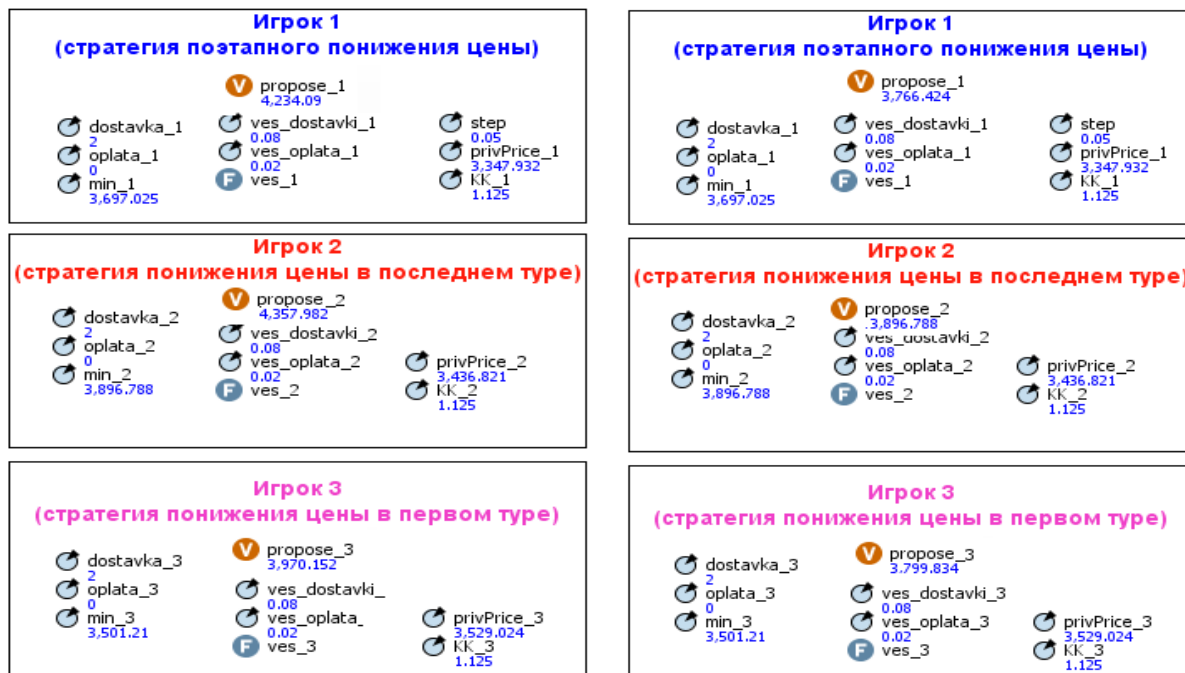 Игрок 1
(стратегия поэтапного понижения цены)
V propose_1
4,234.09
dostavka_1
2
oplata_1
0
min_1
3,697.025
ves_dostavki_1
0.08
ves_oplata_1
0.02
F ves_1
step
0.05
privPrice_1
3,347.932
KK_1
1.125
Игрок 2
(стратегия понижения цены в последнем туре)
V propose_2
4,357.982
dostavka_2
2
oplata_2
0
min_2
3,896.788
ves_dostavki_2
0.08
ves_oplata_2
0.02
F ves_2
privPrice_2
3,436.821
KK_2
1.125
Игрок 3
(стратегия понижения цены в первом туре)
V propose_3
3,970.152
dostavka_3
2
oplata_3
0
min_3
3,501.21
ves_dostavki_
0.08
ves_oplata_
0.02
F ves_3
privPrice_3
3,529.024
KK_3
1.125
Игрок 1
(стратегия поэтапного понижения цены)
V propose_1
3,766.424
dostavka_1
2
oplata_1
0
min_1
3,697.025
ves_dostavki_1
0.08
ves_oplata_1
0.02
F ves_1
step
0.05
privPrice_1
3,347.932
KK_1
1.125
Игрок 2
(стратегия понижения цены в последнем туре)
V propose_2
.3,896.788
dostavka_2
2
oplata_2
0
min_2
3,896.788
ves_dostavki_2
0.08
ves_oplata_2
0.02
F ves_2
privPrice_2
3,436.821
KK_2
1.125
Игрок 3
(стратегия понижения цены в первом туре)
V propose_3
3.799.834
dostavka_3
2
oplata_3
0
min_3
3,501.21
ves_dostavki_3
0.08
ves_oplata_3
0.02
F ves_3
privPrice_3
3,529.024
KK_3
1.125